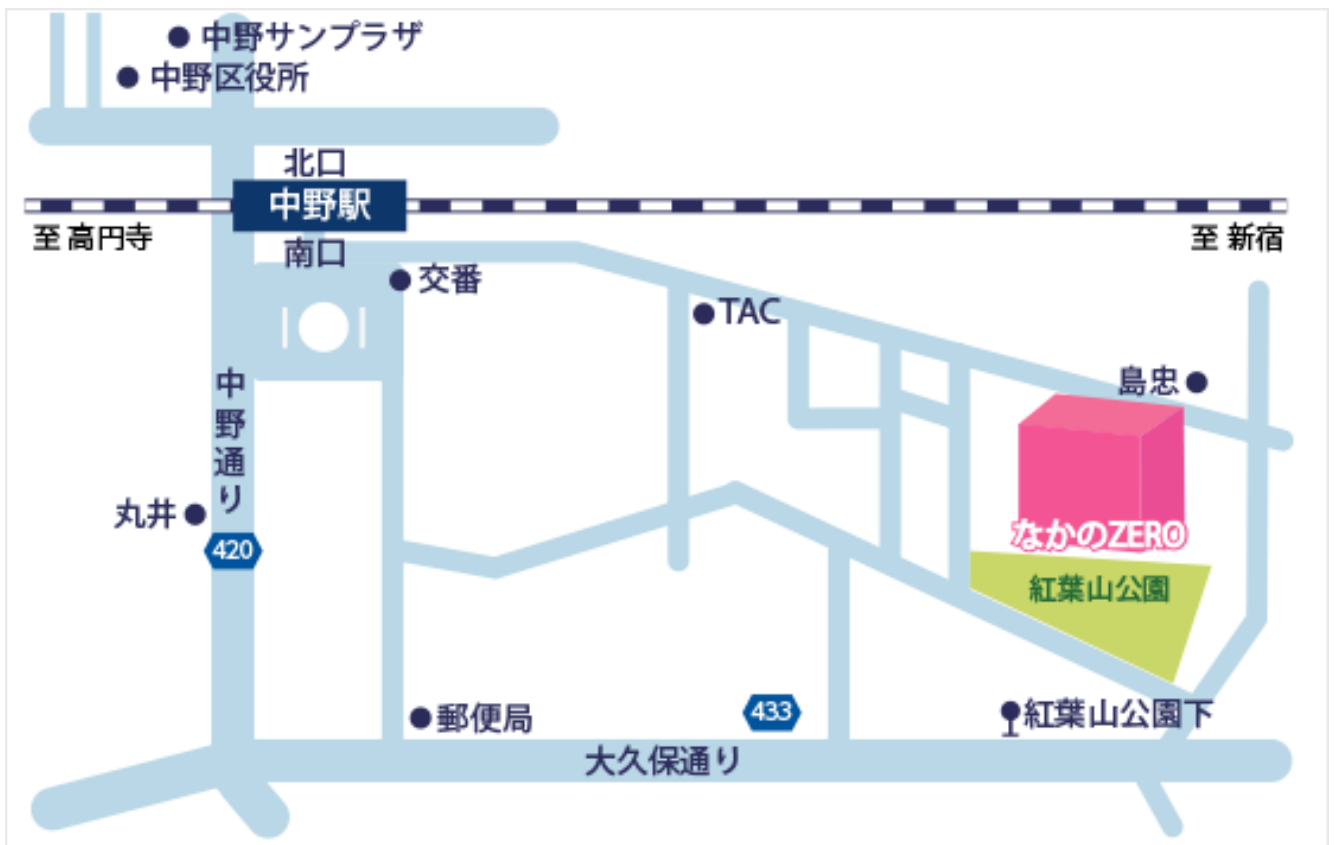 中野サンプラザ
中野区役所
北口
中野駅
至 高円寺
至 新宿
南口
交番
TAC
島忠
中野通り
丸井
420
なかのZERO
紅葉山公園
郵便局
433
紅葉山公園下
大久保通り